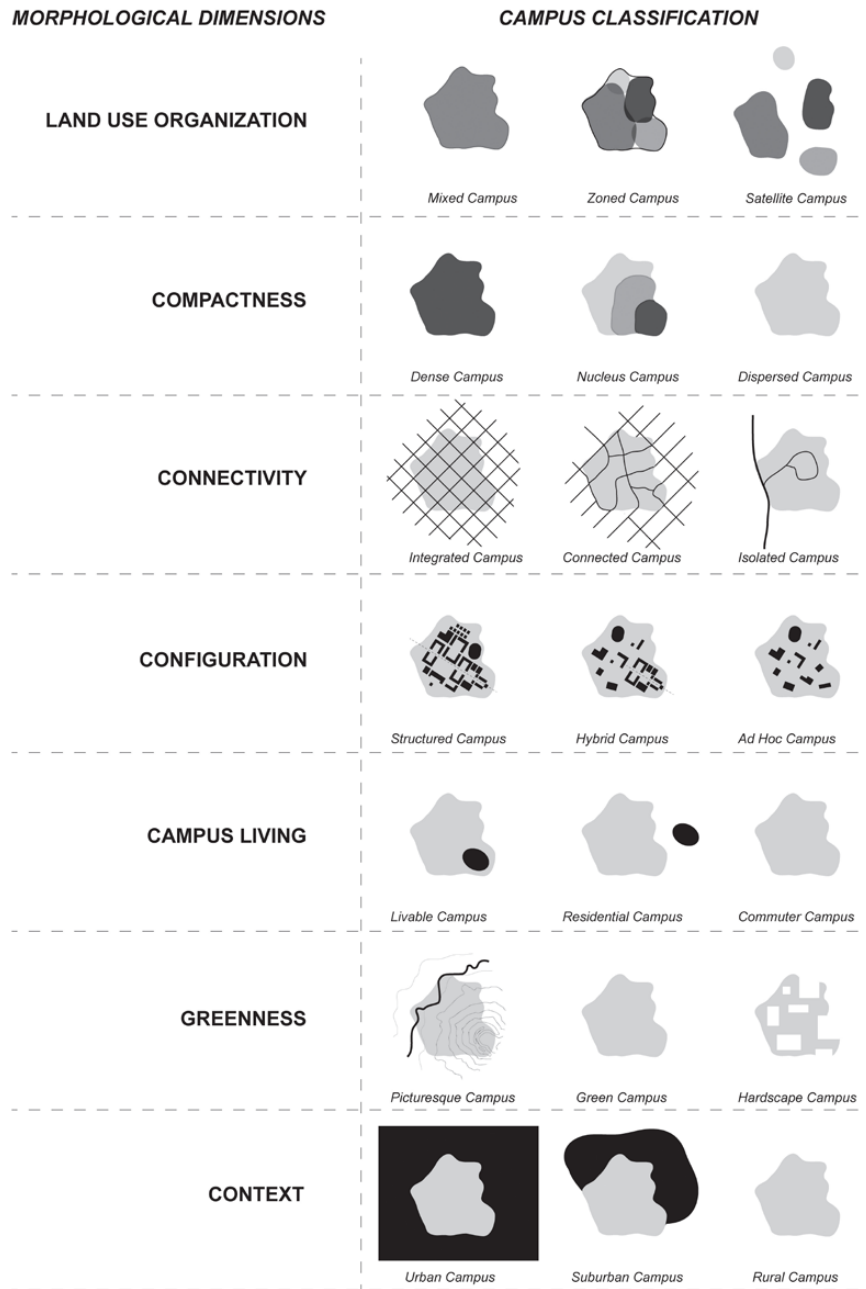 MORPHOLOGICAL DIMENSIONS
CAMPUS CLASSIFICATION
LAND USE ORGANIZATION
Mixed Campus
Zoned Campus
Satellite Campus
COMPACTNESS
Dense Campus
Nucleus Campus
Dispersed Campus
CONNECTIVITY
Integrated Campus
Connected Campus
Isolated Campus
CONFIGURATION
Structured Campus
Hybrid Campus
Ad Hoc Campus
CAMPUS LIVING
Livable Campus
Residential Campus
Commuter Campus
GREENNESS
Picturesque Campus
Green Campus
Hardscape Campus
CONTEXT
Urban Campus
Suburban Campus
Rural Campus